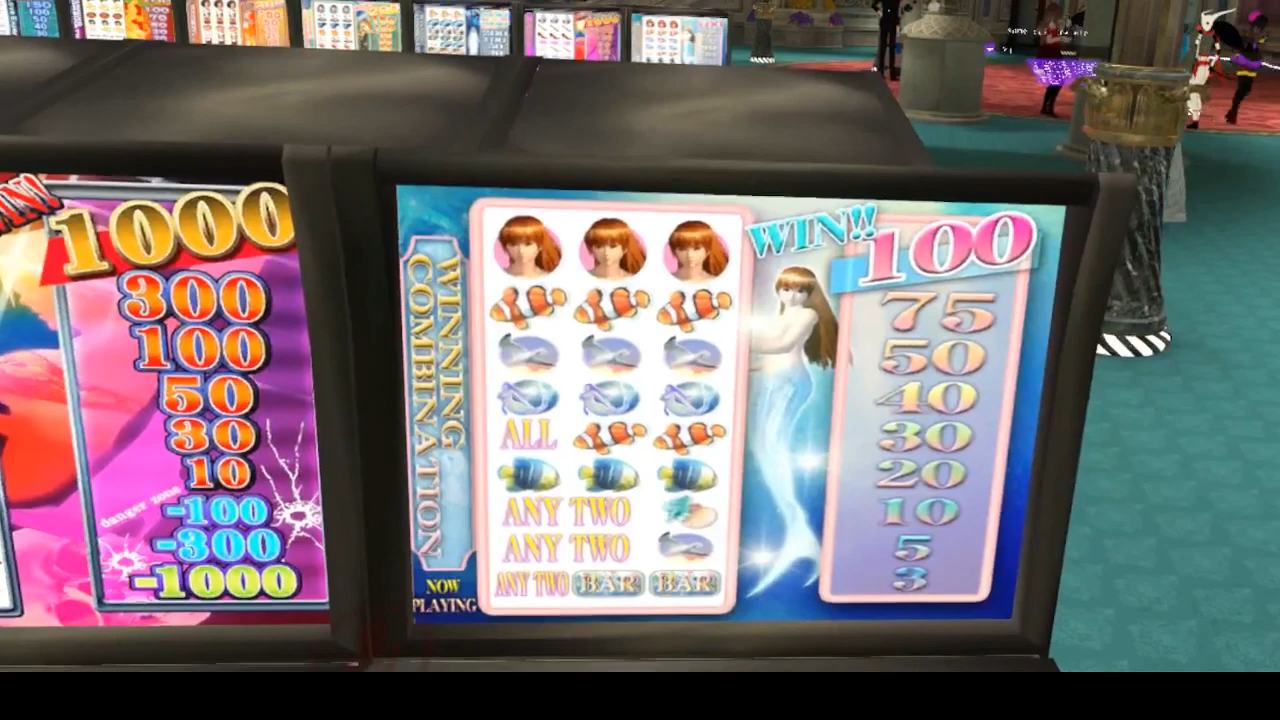 1000
300
100
50
30
10
danger zone
-100
-300
-1000
WINNING
COMBINATION
NOW
PLAYING
ALL
ANY TWO
ANY TWO
ANY TWO BAR BAR
WIN!! 100
75
50
40
30
20
10
5
3